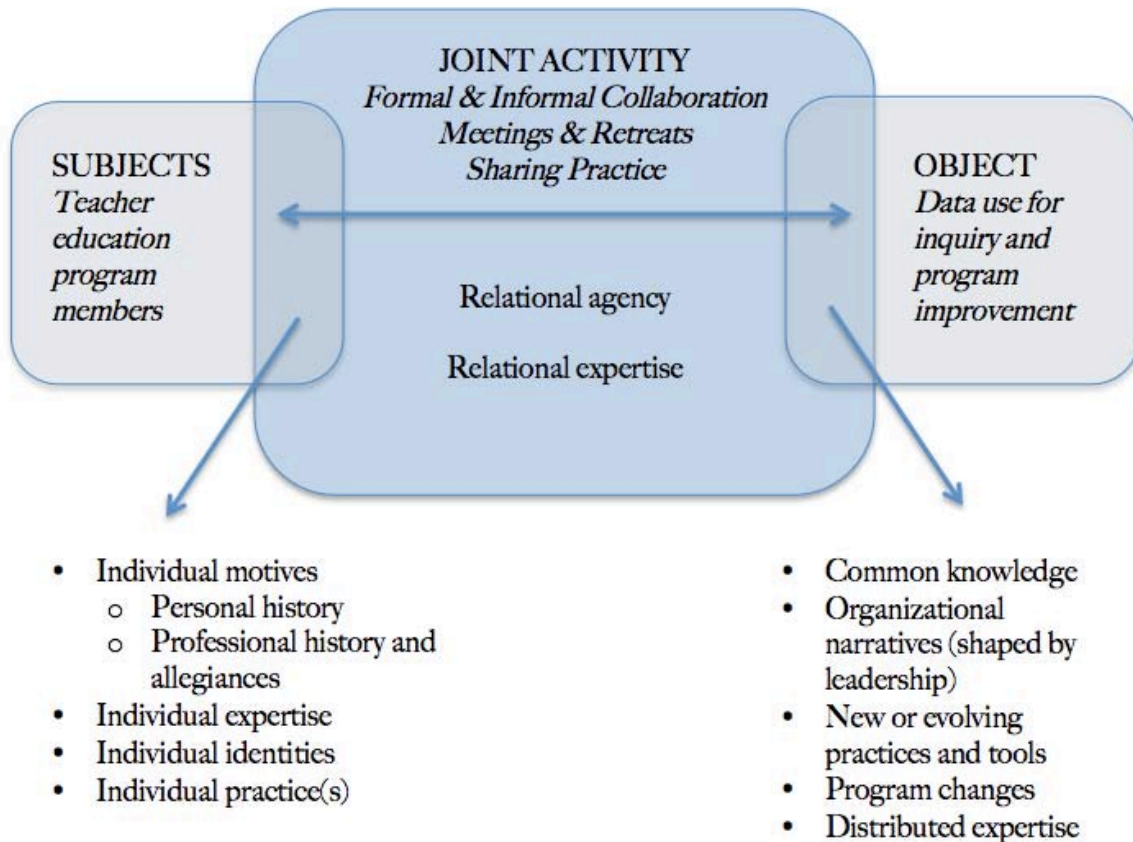 JOINT ACTIVITY
Formal & Informal Collaboration
Meetings & Retreats
Sharing Practice
SUBJECTS
Teacher
education
program
members
OBJECT
Data use for
inquiry and
program
improvement
Relational agency
Relational expertise
• Individual motives
o Personal history
o Professional history and
allegiances
• Individual expertise
• Individual identities
• Individual practice(s)
• Common knowledge
• Organizational
narratives (shaped by
leadership)
• New or evolving
practices and tools
• Program changes
• Distributed expertise